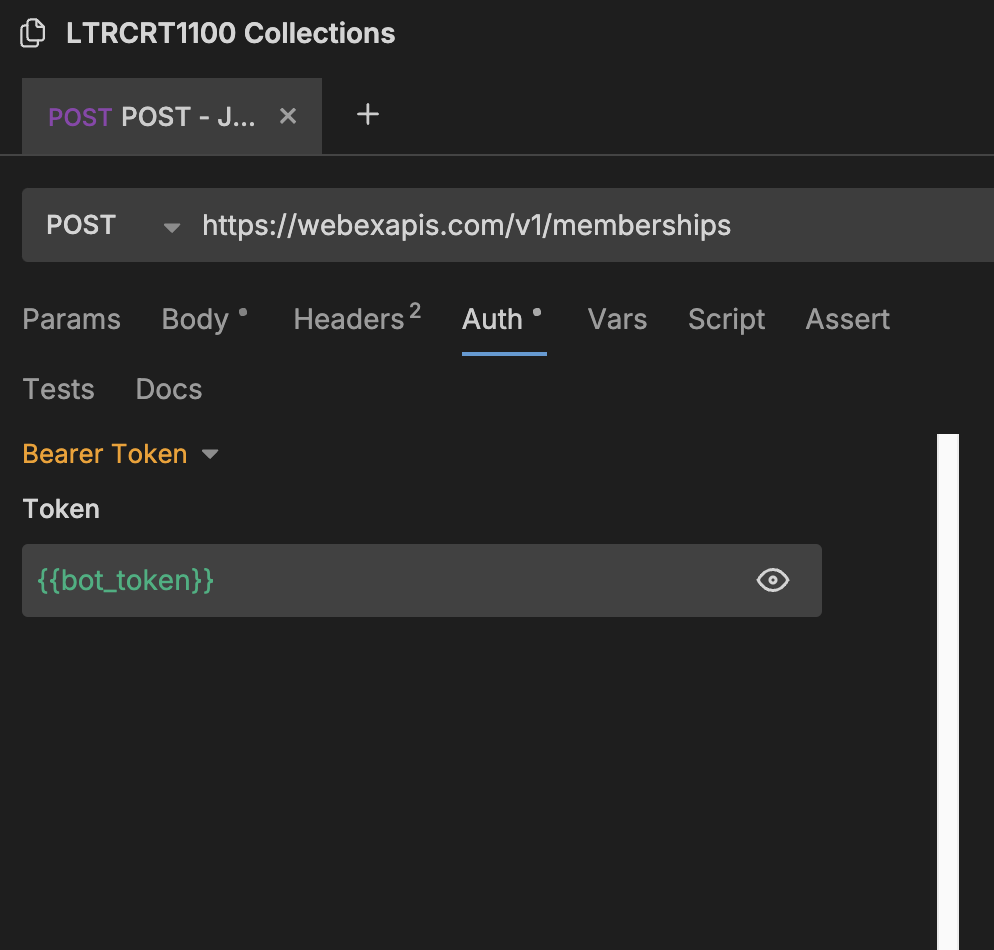 LTRCRT1100 Collections
POST POST - J...
POST https://webexapis.com/v1/memberships
Params Body Headers 2 Auth Vars Script Assert
Tests Docs
Bearer Token
Token
{{bot_token}}